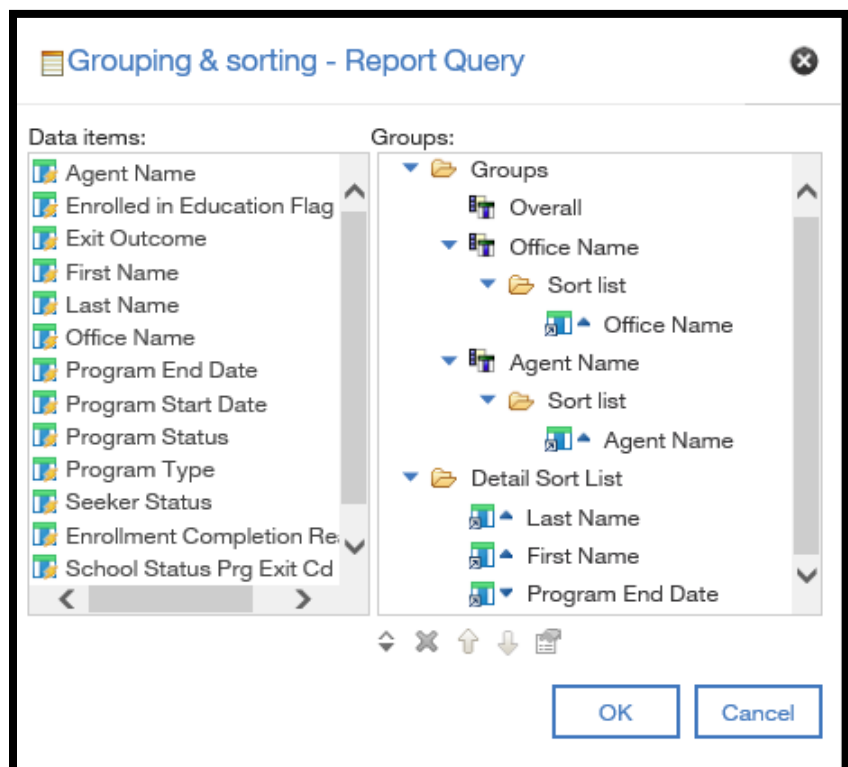 Grouping & sorting - Report Query
Data items:
Agent Name
Enrolled in Education Flag
Exit Outcome
First Name
Last Name
Office Name
Program End Date
Program Start Date
Program Status
Program Type
Seeker Status
Enrollment Completion Re
School Status Prg Exit Cd
Groups:
Groups
Overall
Office Name
Sort list
Office Name
Agent Name
Sort list
Agent Name
Detail Sort List
Last Name
First Name
Program End Date
OK
Cancel